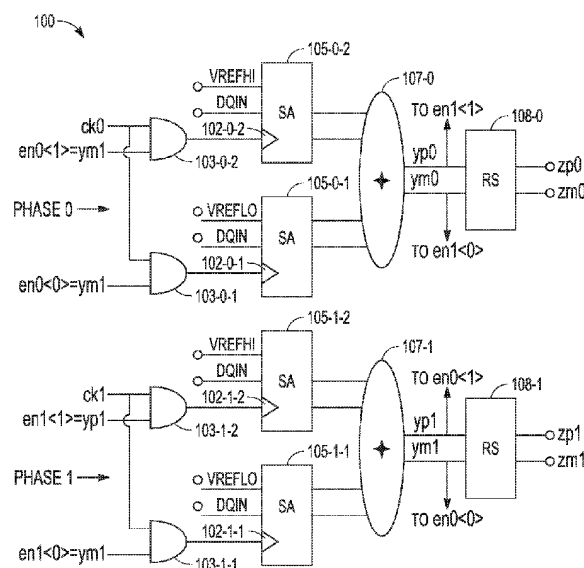 100
105-0-2
VREFHI
DQIN
SA
107-0
TO en1<1>
108-0
ck0
102-0-2
en0<1>=ym1
103-0-2
yp0
ym0
RS
zp0
zm0
105-0-1
PHASE 0
VREFLO
DQIN
SA
102-0-1
TO en1<0>
en0<0>=ym1
103-0-1
105-1-2
VREFHI
DQIN
SA
107-1
TO en0<1>
108-1
ck1
102-1-2
en1<1>=yp1
103-1-2
yp1
ym1
RS
zp1
zm1
105-1-1
PHASE 1
VREFLO
DQIN
SA
102-1-1
TO en0<0>
en1<0>=ym1
103-1-1